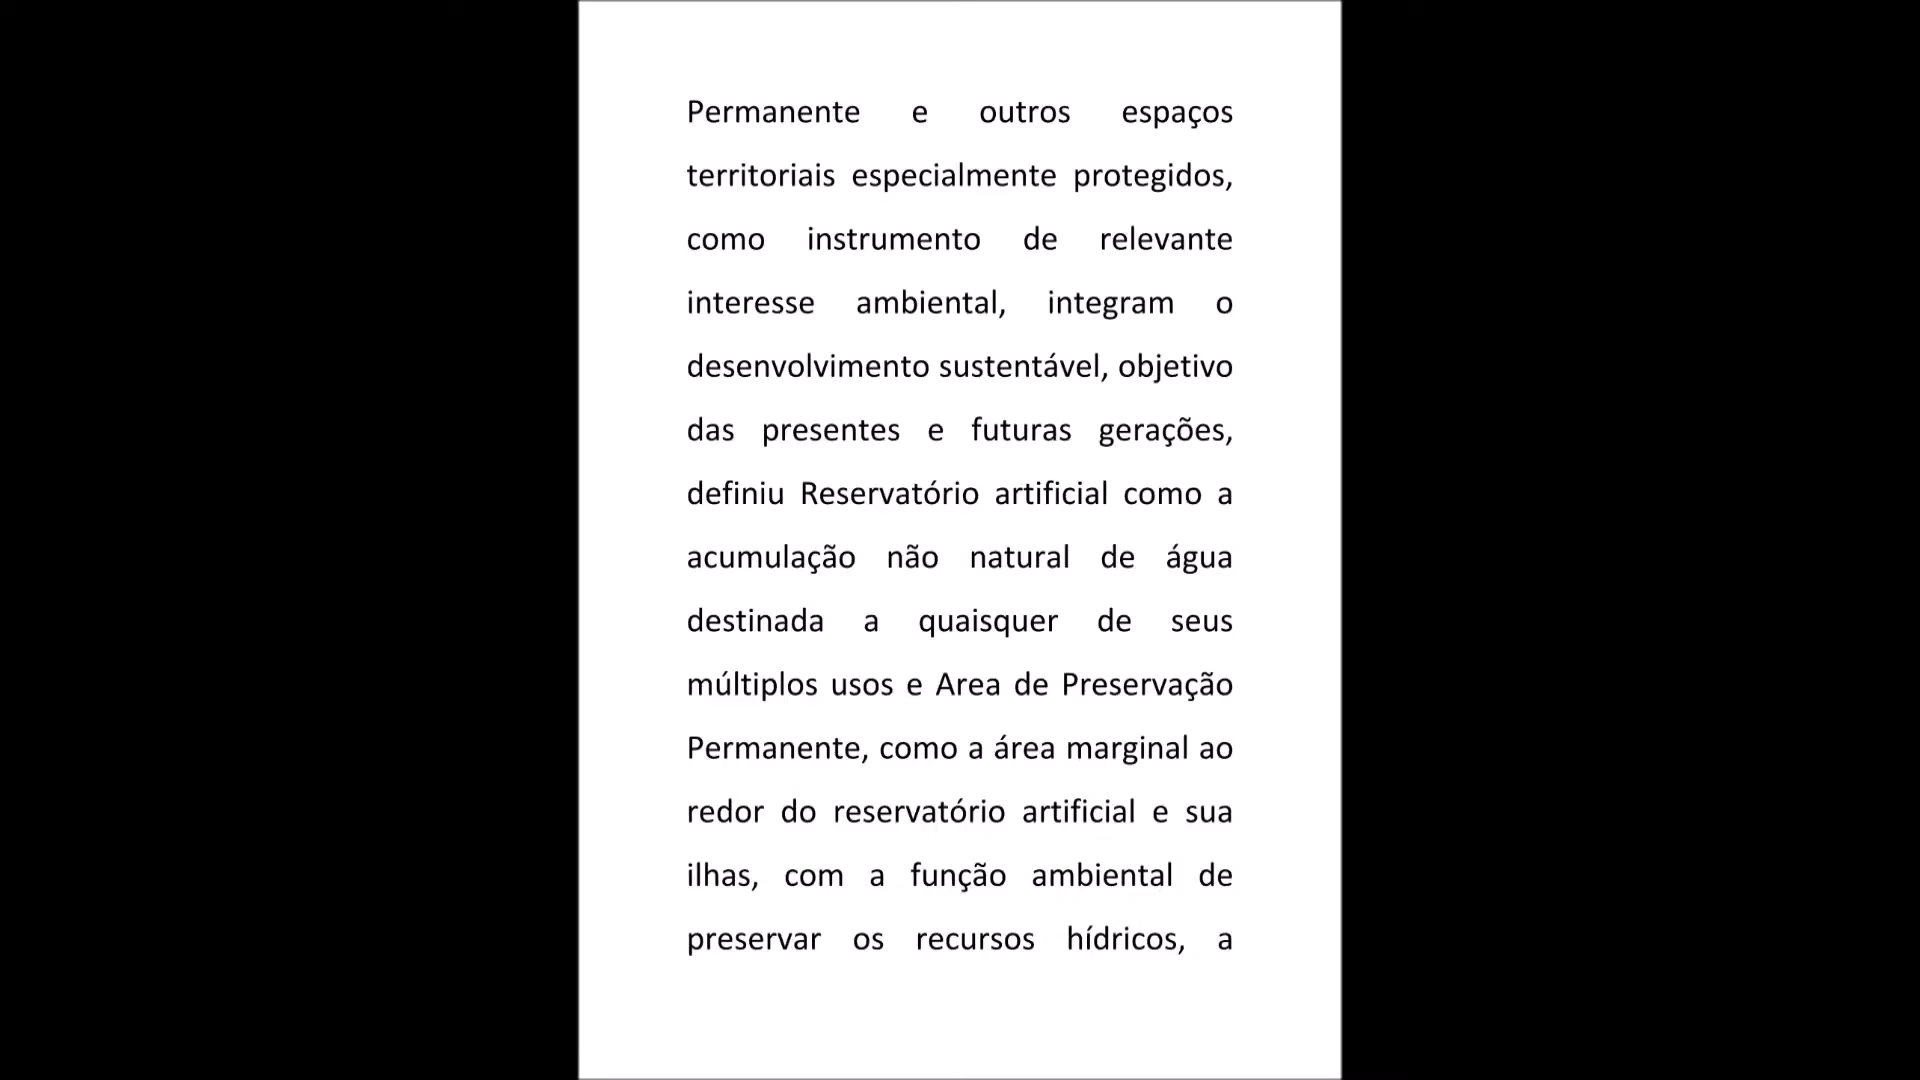 Permanente e outros espaços
territoriais especialmente protegidos,
como instrumento de relevante
interesse ambiental, integram o
desenvolvimento sustentável, objetivo
das presentes e futuras gerações,
definiu Reservatório artificial como a
acumulação não natural de água
destinada a quaisquer de seus
múltiplos usos e Area de Preservação
Permanente, como a área marginal ao
redor do reservatório artificial e sua
ilhas, com a função ambiental de
preservar os recursos hídricos, a